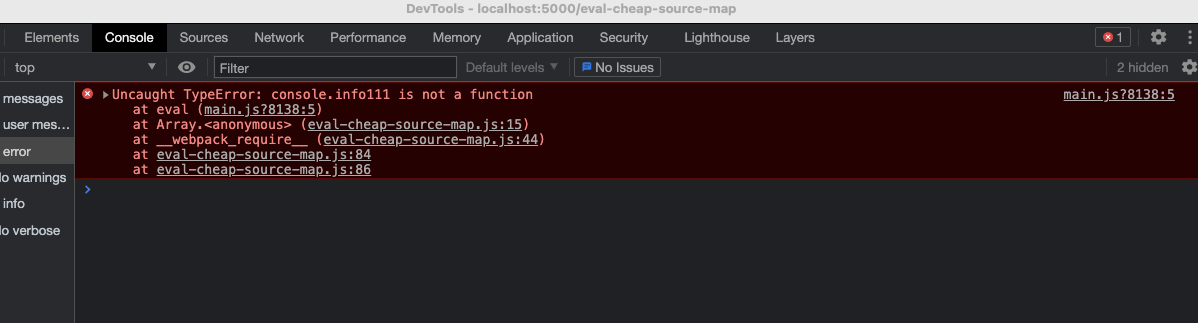 DevTools - localhost:5000/eval-cheap-source-map
Elements Console Sources Network Performance Memory Application Security Lighthouse Layers 1
top Filter Default levels No Issues 2 hidden
messages
user mes...
error
lo warnings
info
lo verbose
Uncaught TypeError: console.info111 is not a function main.js?8138:5
at eval (main.js?8138:5)
at Array.<anonymous> (eval-cheap-source-map.js:15)
at __webpack_require__ (eval-cheap-source-map.js:44)
at eval-cheap-source-map.js:84
at eval-cheap-source-map.js:86